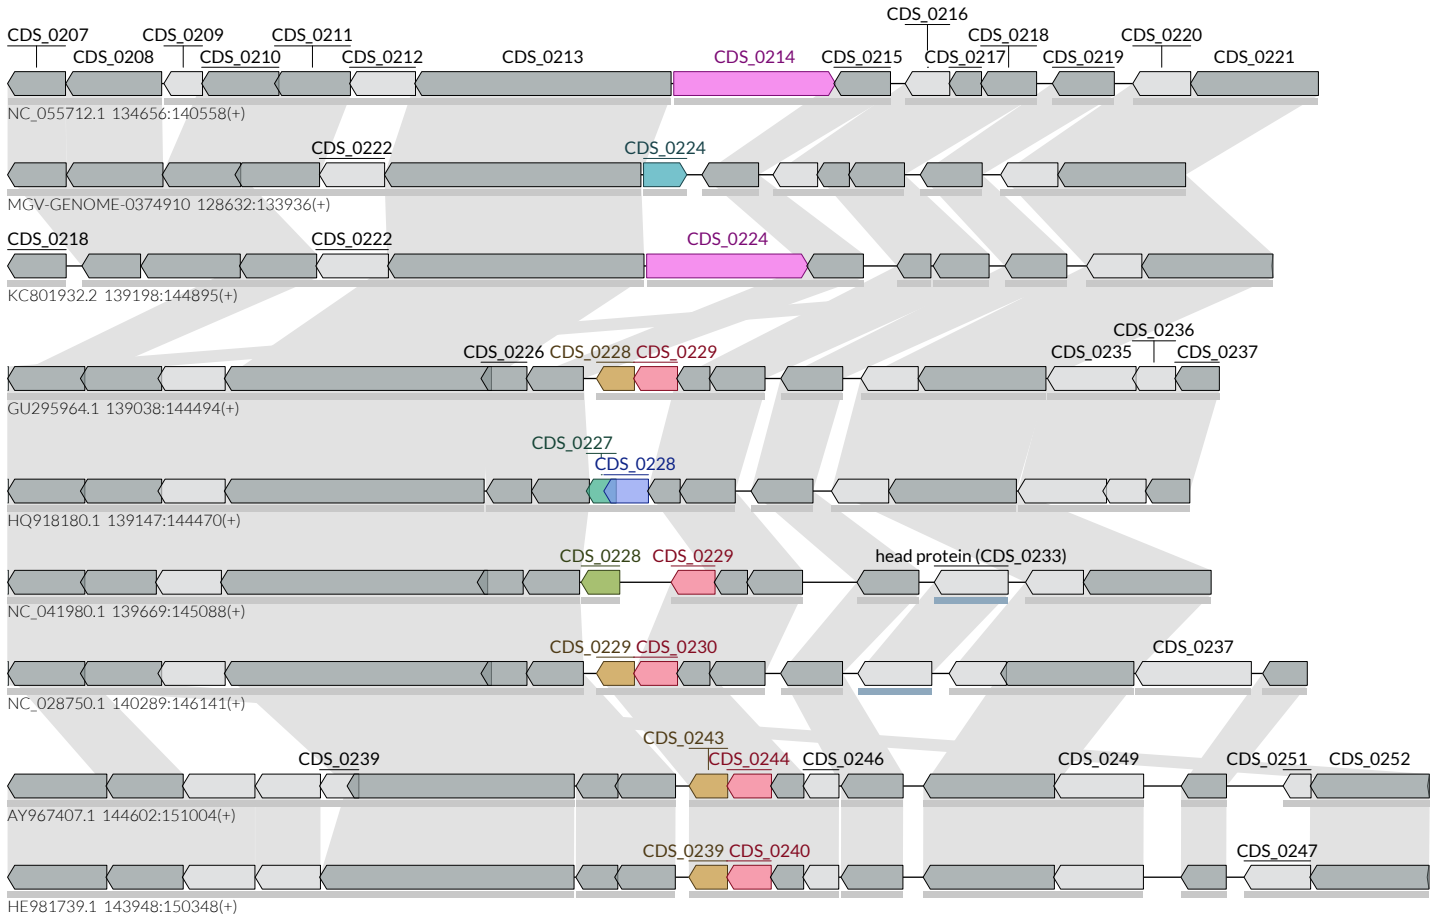 CDS_0216
CDS_0207 CDS_0209 CDS_0211 CDS_0218 CDS_0220
CDS_0208 CDS_0210 CDS_0212 CDS_0213 CDS_0214 CDS_0215 CDS_0217 CDS_0219 CDS_0221
NC_055712.1 134656:140558(+)
CDS_0222 CDS_0224
MGV-GENOME-0374910 128632:133936(+)
CDS_0218 CDS_0222 CDS_0224
KC801932.2 139198:144895(+)
CDS_0236
CDS_0226 CDS_0228 CDS_0229 CDS_0235 CDS_0237
GU295964.1 139038:144494(+)
CDS_0227
CDS_0228
HQ918180.1 139147:144470(+)
CDS_0228 CDS_0229 head protein (CDS_0233)
NC_041980.1 139669:145088(+)
CDS_0229 CDS_0230 CDS_0237
NC_028750.1 140289:146141(+)
CDS_0243
CDS_0239 CDS_0244 CDS_0246 CDS_0249 CDS_0251 CDS_0252
AY967407.1 144602:151004(+)
CDS_0239 CDS_0240 CDS_0247
HE981739.1 143948:150348(+)